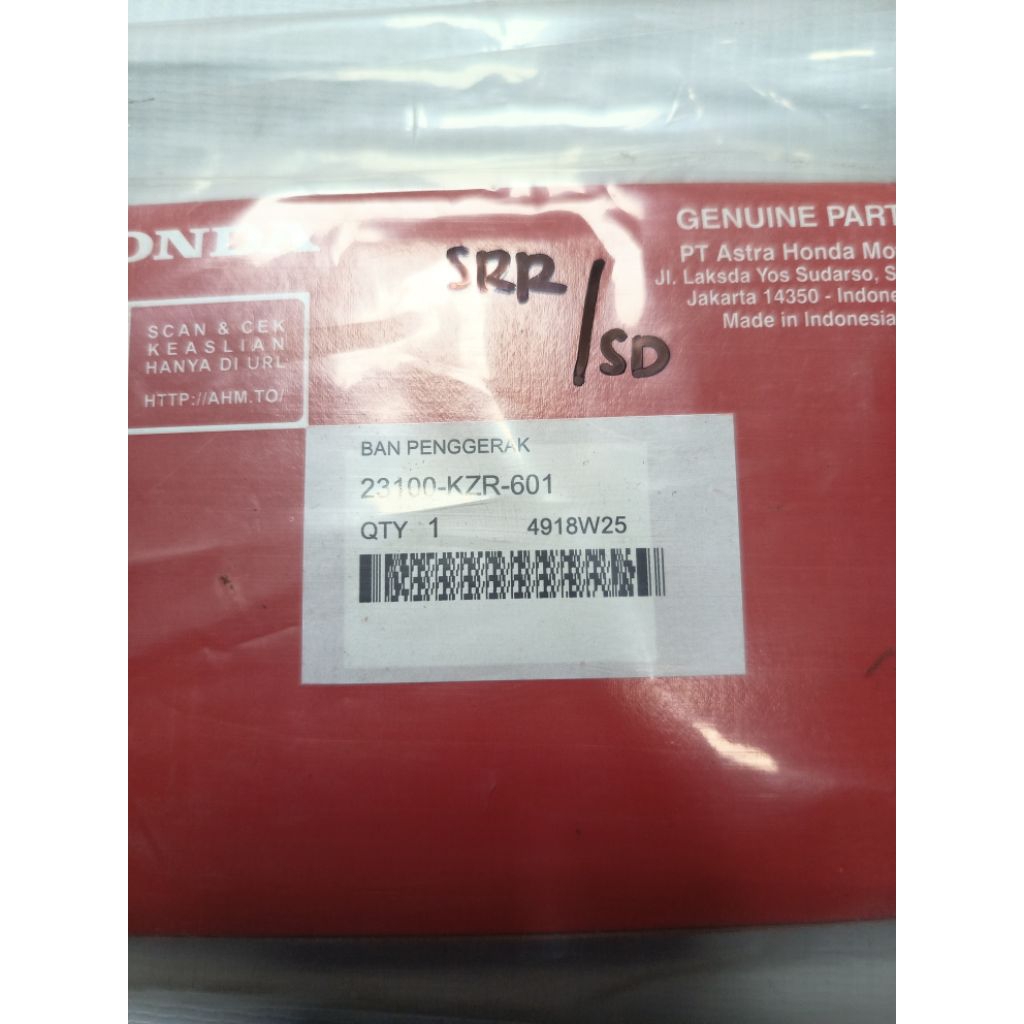 ONDA
GENUINE PART
PT Astra Honda Mo
Jl. Laksda Yos Sudarso, S
Jakarta 14350 - Indone
Made in Indonesia
SRR
/SD
SCAN & CEK
KEASLIAN
HANYA DI URL
HTTP://AHM.TO/
BAN PENGGERAK
23100-KZR-601
QTY 1 4918W25